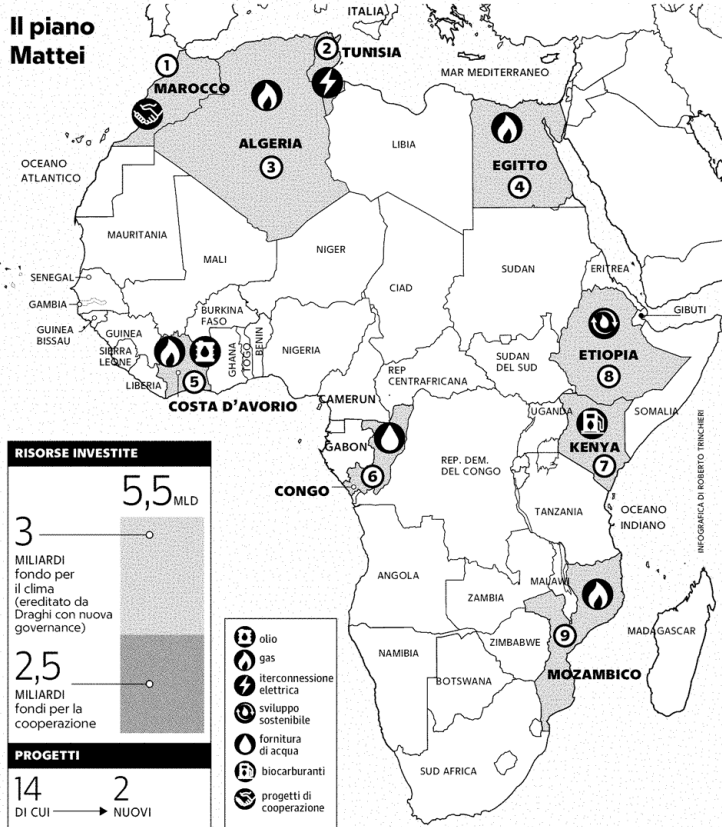 Il piano
Mattei
ITALIA
1
MAROCCO
2
TUNISIA
MAR MEDITERRANEO
ALGERIA
3
LIBIA
EGITTO
4
OCEANO
ATLANTICO
MAURITANIA
MALI
NIGER
CIAD
SUDAN
ERITREA
SENEGAL
GAMBIA
GUINEA
BISSAU
GUINEA
SIERRA
LEONE
LIBERIA
BURKINA
FASO
GHANA
TOGO
BENIN
NIGERIA
5
COSTA D'AVORIO
CAMERUN
REP
CENTRAFRICANA
SUDAN
DEL SUD
GIBUTI
ETIOPIA
8
UGANDA
SOMALIA
KENYA
7
GABON
6
CONGO
REP. DEM.
DEL CONGO
TANZANIA
OCEANO
INDIANO
ANGOLA
ZAMBIA
MALAWI
9
MOZAMBICO
MADAGASCAR
NAMIBIA
ZIMBABWE
BOTSWANA
SUD AFRICA
INFOGRAFICA DI ROBERTO TRINCHIERI
RISORSE INVESTITE
5,5 MLD
3
MILIARDI
fondo per
il clima
(ereditato da
Draghi con nuova
governance)
2,5
MILIARDI
fondi per la
cooperazione
PROGETTI
14 2
DI CUI NUOVI
olio
gas
iterconnessione
elettrica
sviluppo
sostenibile
fornitura
di acqua
biocarburanti
progetti di
cooperazione